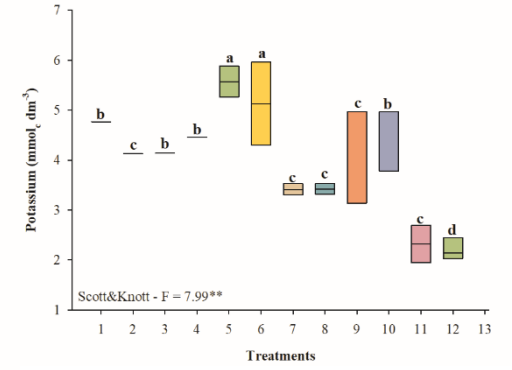 7
6
5
4
3
2
1
Potassium (mmolc dm-3)
b
c
b
b
a
a
c
c
c
b
c
d
Scott&Knott - F = 7.99**
1 2 3 4 5 6 7 8 9 10 11 12 13
Treatments